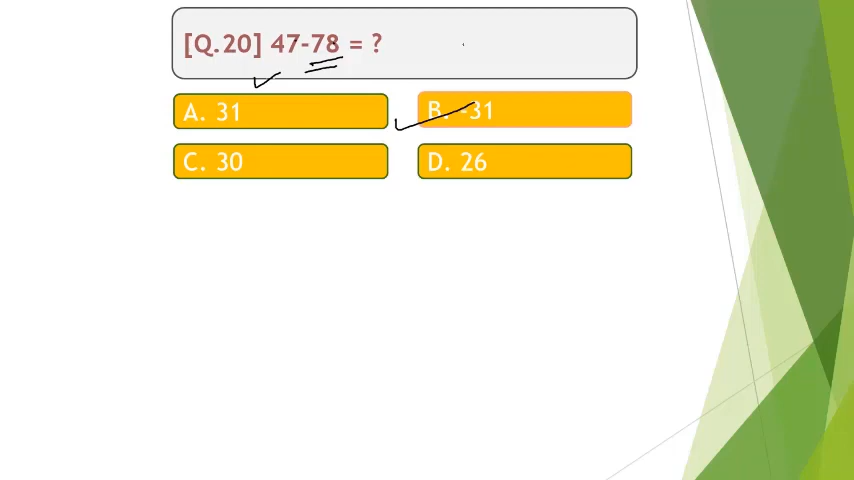 [Q.20] 47-78 = ?
A. 31
B. -31
C. 30
D. 26